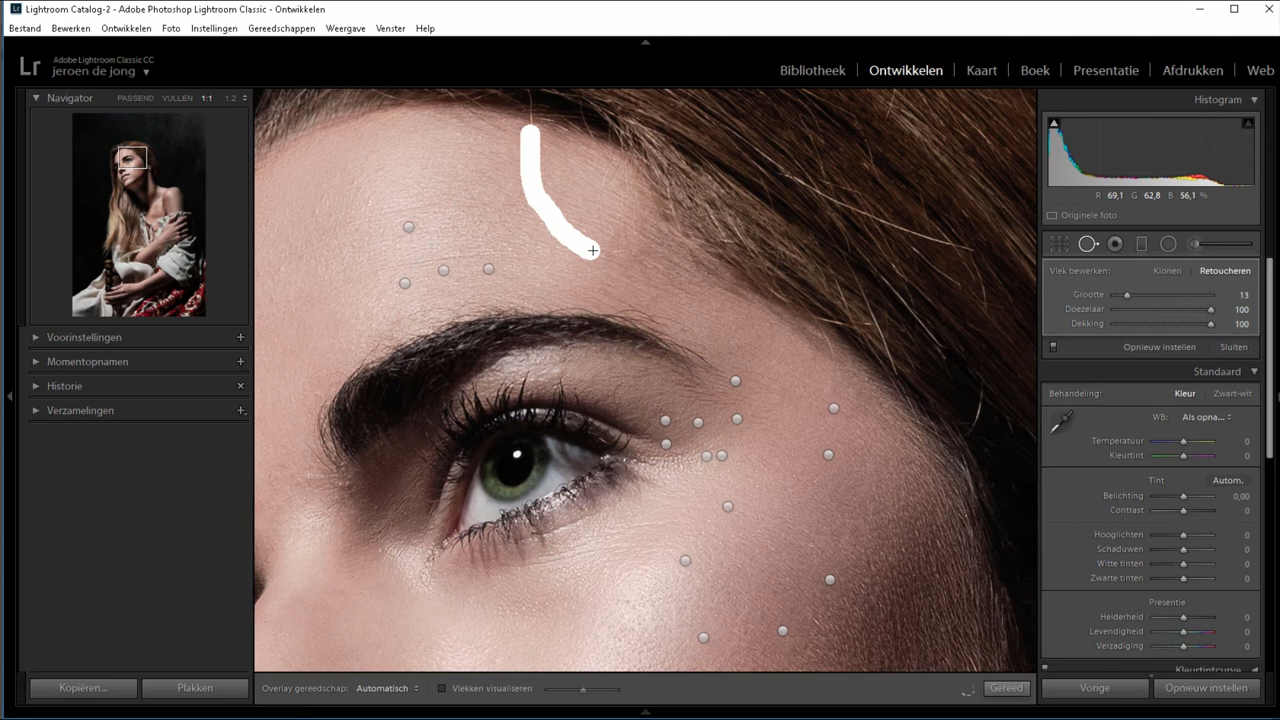 Lightroom Catalog-2 - Adobe Photoshop Lightroom Classic - Ontwikkelen
Bestand Bewerken Ontwikkelen Foto Instellingen Gereedschappen Weergave Venster Help
Lr
Adobe Lightroom Classic CC
jeroen de jong
Bibliotheek Ontwikkelen Kaart Boek Presentatie Afdrukken Web
Navigator PASSEND VULLEN 1:1 1:2
Voorinstellingen
Momentopnamen
Historie
Verzamelingen
Kopiëren... Plakken
Overlay gereedschap: Automatisch Vlekken visualiseren Gereed
Histogram
R 69,1 G 62,8 B 56,1 %
Originele foto
Vlek bewerken: Klonen Retoucheren
Grootte 13
Doezelaar 100
Dekking 100
Opnieuw instellen Sluiten
Standaard
Behandeling: Kleur Zwart-wit
WB: Als opna...
Temperatuur 0
Kleurtint 0
Tint Autom.
Belichting 0,00
Contrast 0
Hooglichten 0
Schaduwen 0
Witte tinten 0
Zwarte tinten 0
Presentie
Helderheid 0
Levendigheid 0
Verzadiging 0
Kleurtintcurve
Vorige Opnieuw instellen